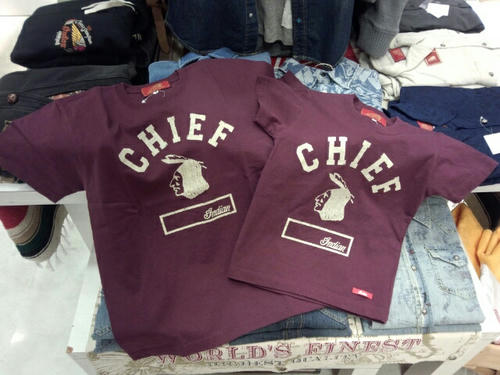 CHIEF
Indian
CHIEF
Indian
WORLD'S FINEST